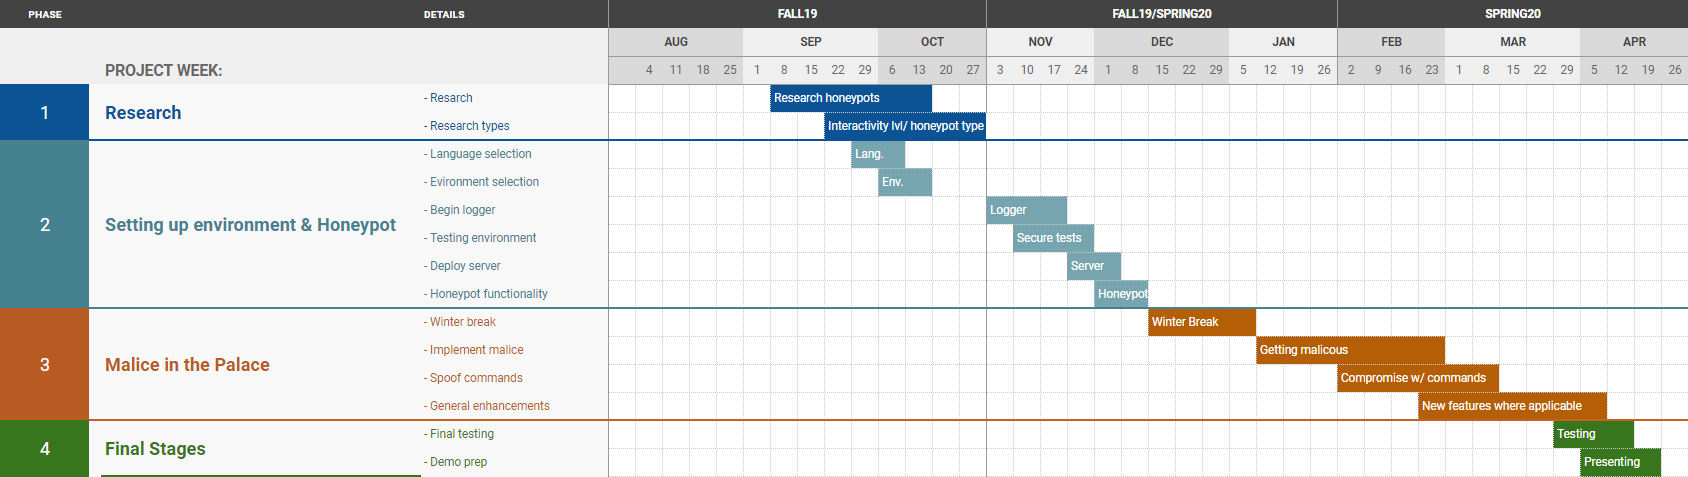 PHASE DETAILS FALL19 FALL19/SPRING20 SPRING20
AUG SEP OCT NOV DEC JAN FEB MAR APR
PROJECT WEEK: 4 11 18 25 1 8 15 22 29 6 13 20 27 3 10 17 24 1 8 15 22 29 5 12 19 26 2 9 16 23 1 8 15 22 29 5 12 19 26
1 Research
- Resarch Research honeypots
- Research types Interactivity lvl/ honeypot type
2 Setting up environment & Honeypot
- Language selection Lang.
- Evironment selection Env.
- Begin logger Logger
- Testing environment Secure tests
- Deploy server Server
- Honeypot functionality Honeypot
3 Malice in the Palace
- Winter break Winter Break
- Implement malice Getting malicous
- Spoof commands Compromise w/ commands
- General enhancements New features where applicable
4 Final Stages
- Final testing Testing
- Demo prep Presenting